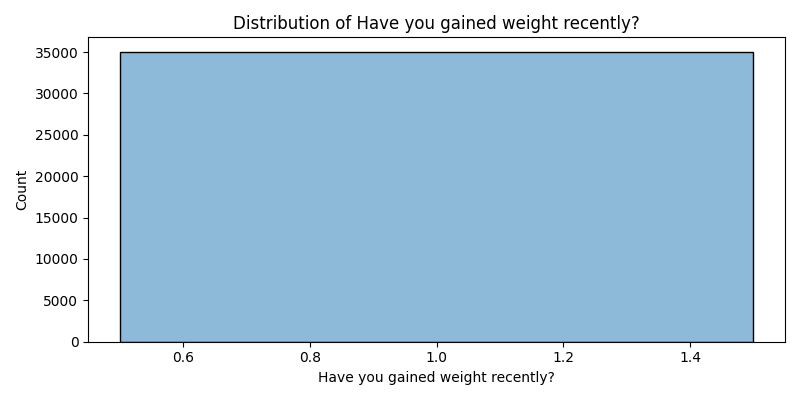 Distribution of Have you gained weight recently?
Count
35000
30000
25000
20000
15000
10000
5000
0
0.6 0.8 1.0 1.2 1.4
Have you gained weight recently?